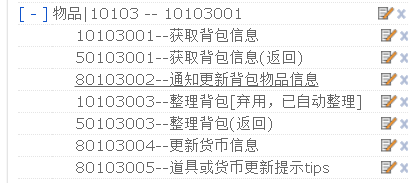 [-] 物品|10103 -- 10103001
10103001--获取背包信息
50103001--获取背包信息(返回)
80103002--通知更新背包物品信息
10103003--整理背包[弃用，已自动整理]
50103003--整理背包(返回)
80103004--更新货币信息
80103005--道具或货币更新提示tips